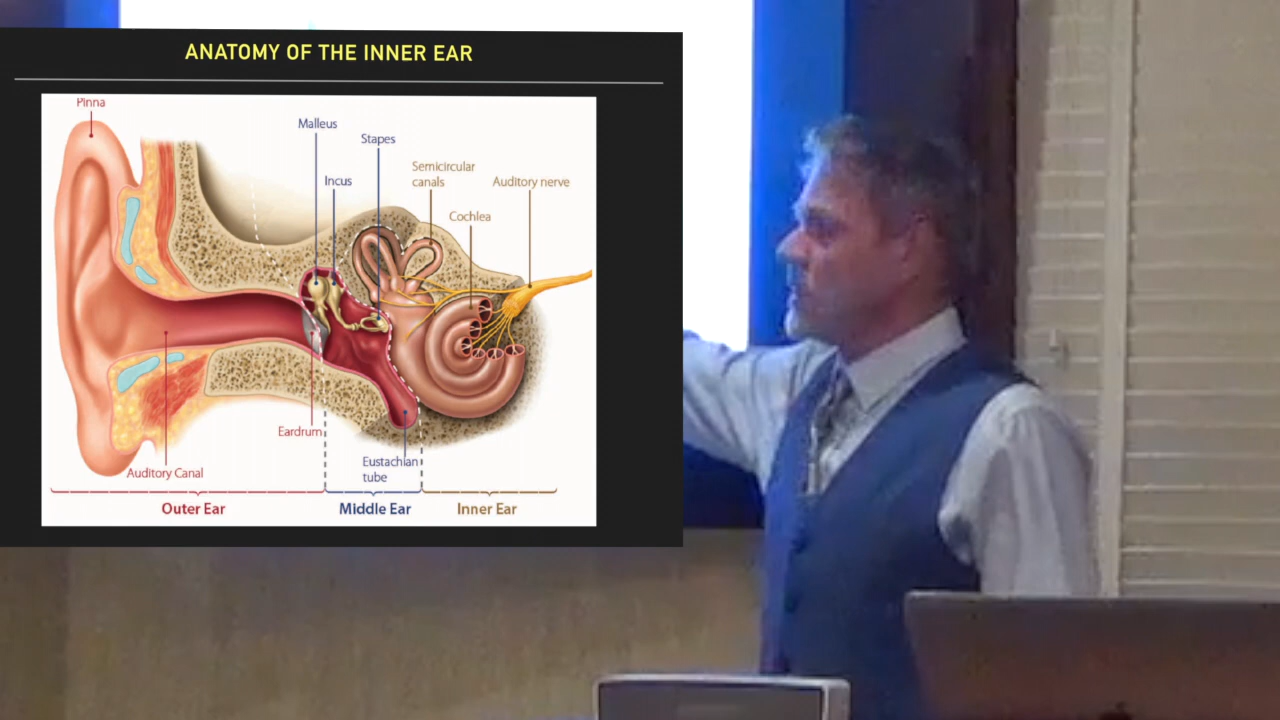 ANATOMY OF THE INNER EAR
Pinna
Malleus
Stapes
Incus
Semicircular
canals
Auditory nerve
Cochlea
Eardrum
Auditory Canal
Eustachian
tube
Outer Ear
Middle Ear
Inner Ear